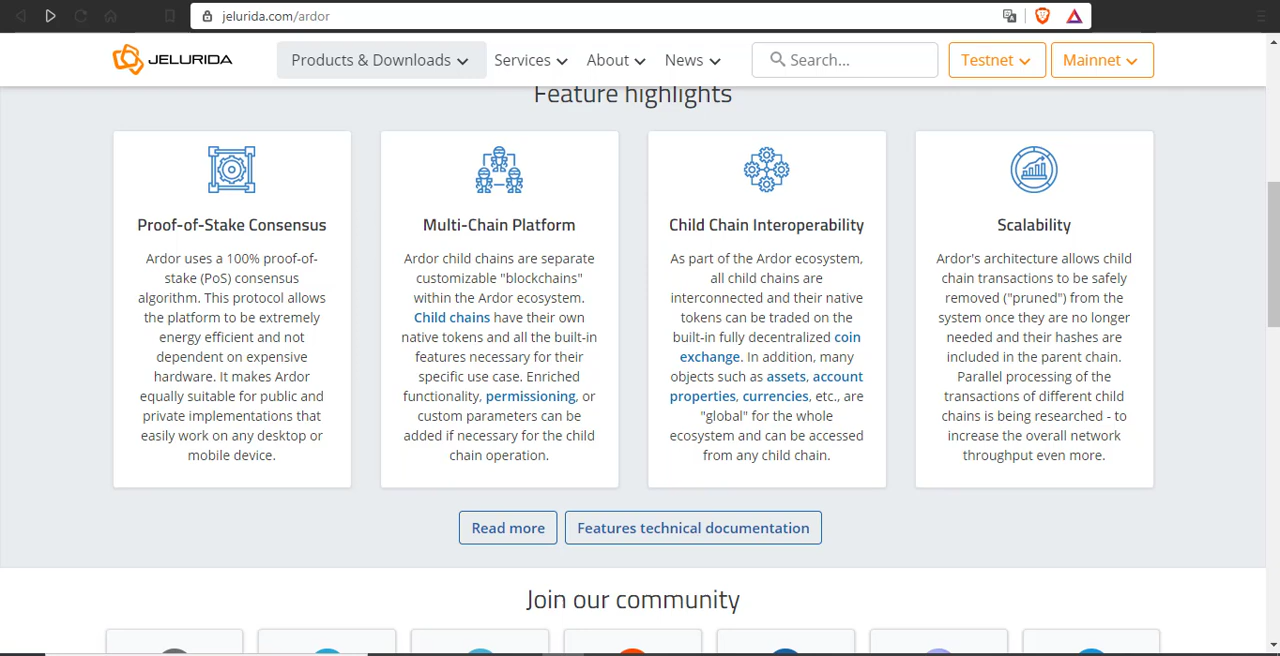 jelurida.com/ardor
JELURIDA
Products & Downloads
Services
About
News
Search...
Testnet
Mainnet
Feature highlights
Proof-of-Stake Consensus
Ardor uses a 100% proof-of-
stake (PoS) consensus
algorithm. This protocol allows
the platform to be extremely
energy efficient and not
dependent on expensive
hardware. It makes Ardor
equally suitable for public and
private implementations that
easily work on any desktop or
mobile device.
Multi-Chain Platform
Ardor child chains are separate
customizable "blockchains"
within the Ardor ecosystem.
Child chains have their own
native tokens and all the built-in
features necessary for their
specific use case. Enriched
functionality, permissioning, or
custom parameters can be
added if necessary for the child
chain operation.
Child Chain Interoperability
As part of the Ardor ecosystem,
all child chains are
interconnected and their native
tokens can be traded on the
built-in fully decentralized coin
exchange. In addition, many
objects such as assets, account
properties, currencies, etc., are
"global" for the whole
ecosystem and can be accessed
from any child chain.
Scalability
Ardor's architecture allows child
chain transactions to be safely
removed ("pruned") from the
system once they are no longer
needed and their hashes are
included in the parent chain.
Parallel processing of the
transactions of different child
chains is being researched - to
increase the overall network
throughput even more.
Read more
Features technical documentation
Join our community